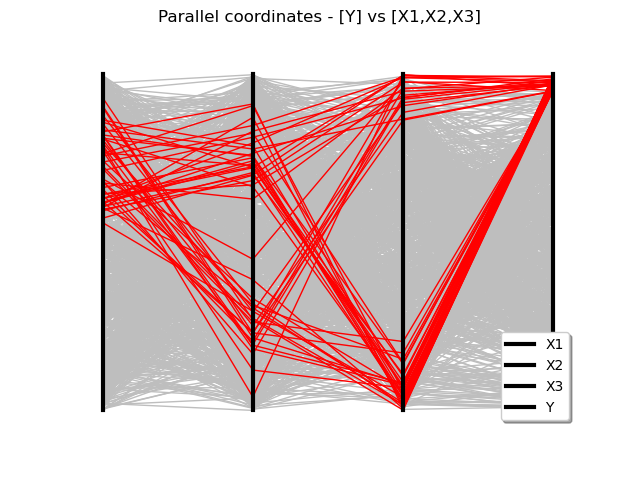 Parallel coordinates - [Y] vs [X1,X2,X3]
X1
X2
X3
Y